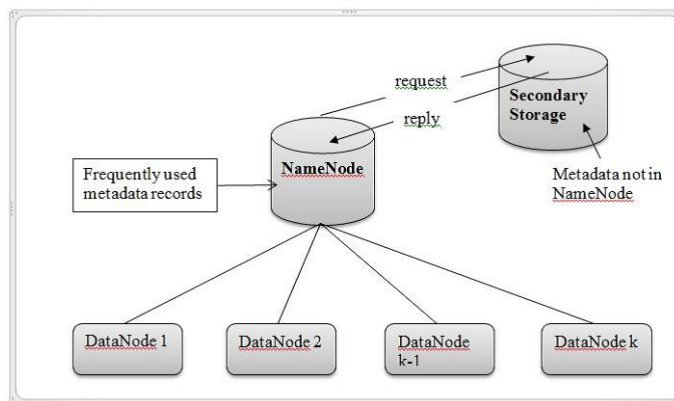 request
Secondary
Storage
reply
NameNode
Frequently used
metadata records
Metadata not in
NameNode
DataNode 1
DataNode 2
DataNode
k-1
DataNode k